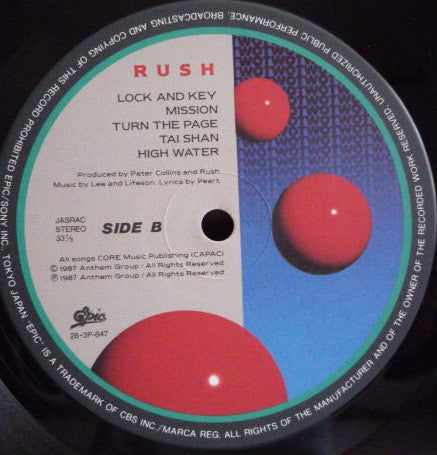 RUSH
LOCK AND KEY
MISSION
TURN THE PAGE
TAI SHAN
HIGH WATER
Produced by Peter Collins and Rush
Music by Lee and Lifeson. Lyrics by Peart
JASRAC
STEREO
33⅓
SIDE B
All songs CORE Music Publishing (CAPAC)
© 1987 Anthem Group / All Rights Reserved
℗ 1987 Anthem Group / All Rights Reserved
Epic
28·3P-847
EPIC/SONY INC. TOKYO JAPAN "EPIC" IS A TRADEMARK OF CBS INC./MARCA REG. ALL RIGHTS OF THE MANUFACTURER AND OF THE OWNER OF THE RECORDED WORK RESERVED. UNAUTHORIZED PUBLIC PERFORMANCE, BROADCASTING AND COPYING OF THIS RECORD PROHIBITED